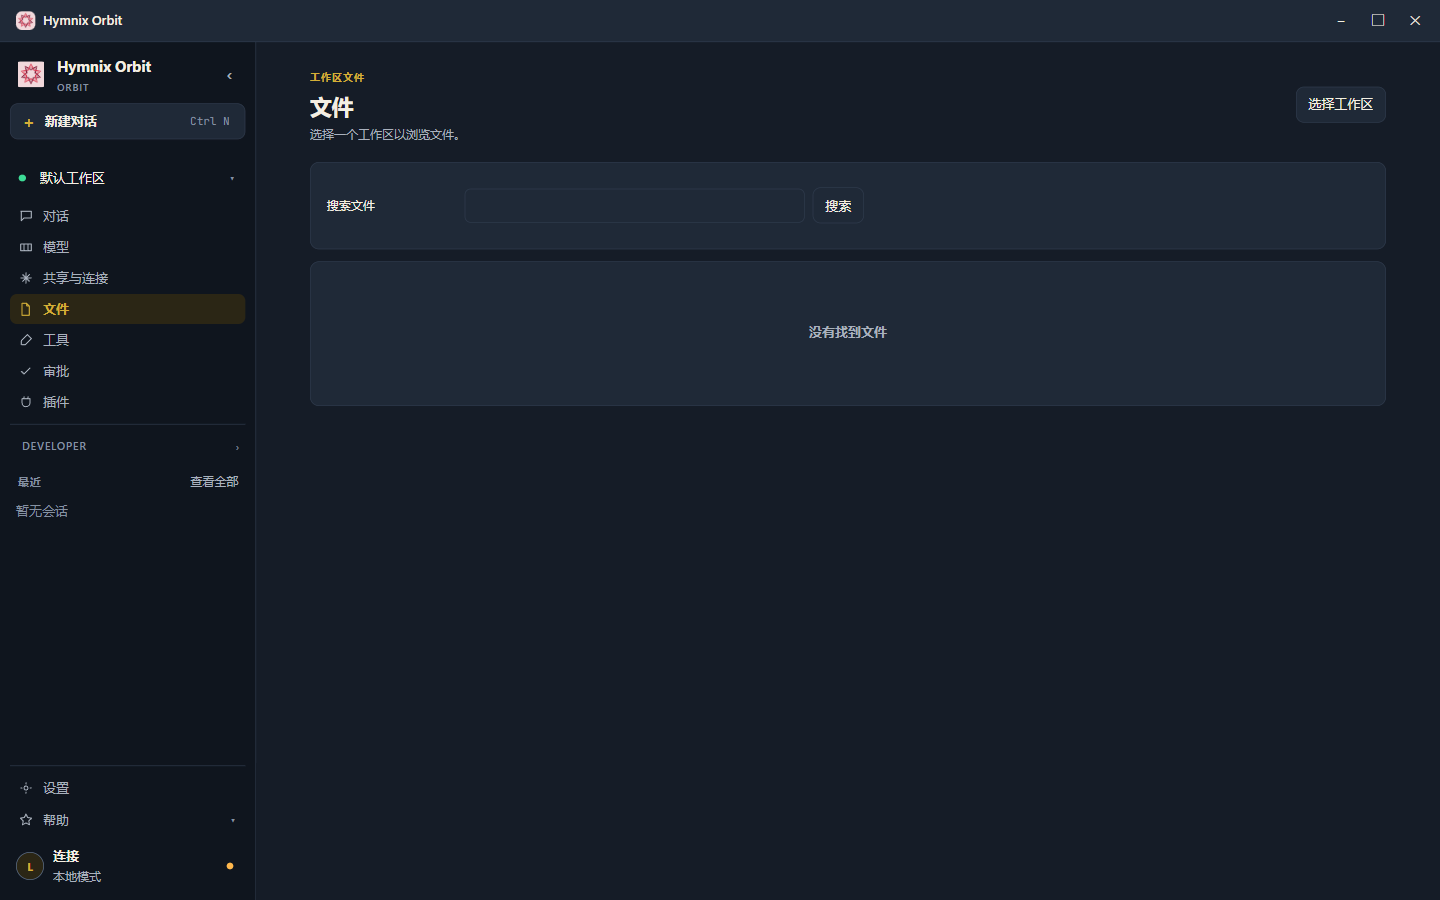 Hymnix Orbit
Hymnix Orbit
ORBIT
+ 新建对话 Ctrl N
默认工作区
对话
模型
共享与连接
文件
工具
审批
插件
DEVELOPER
最近 查看全部
暂无会话
设置
帮助
L
连接
本地模式
工作区文件
文件
选择一个工作区以浏览文件。
选择工作区
搜索文件 搜索
没有找到文件